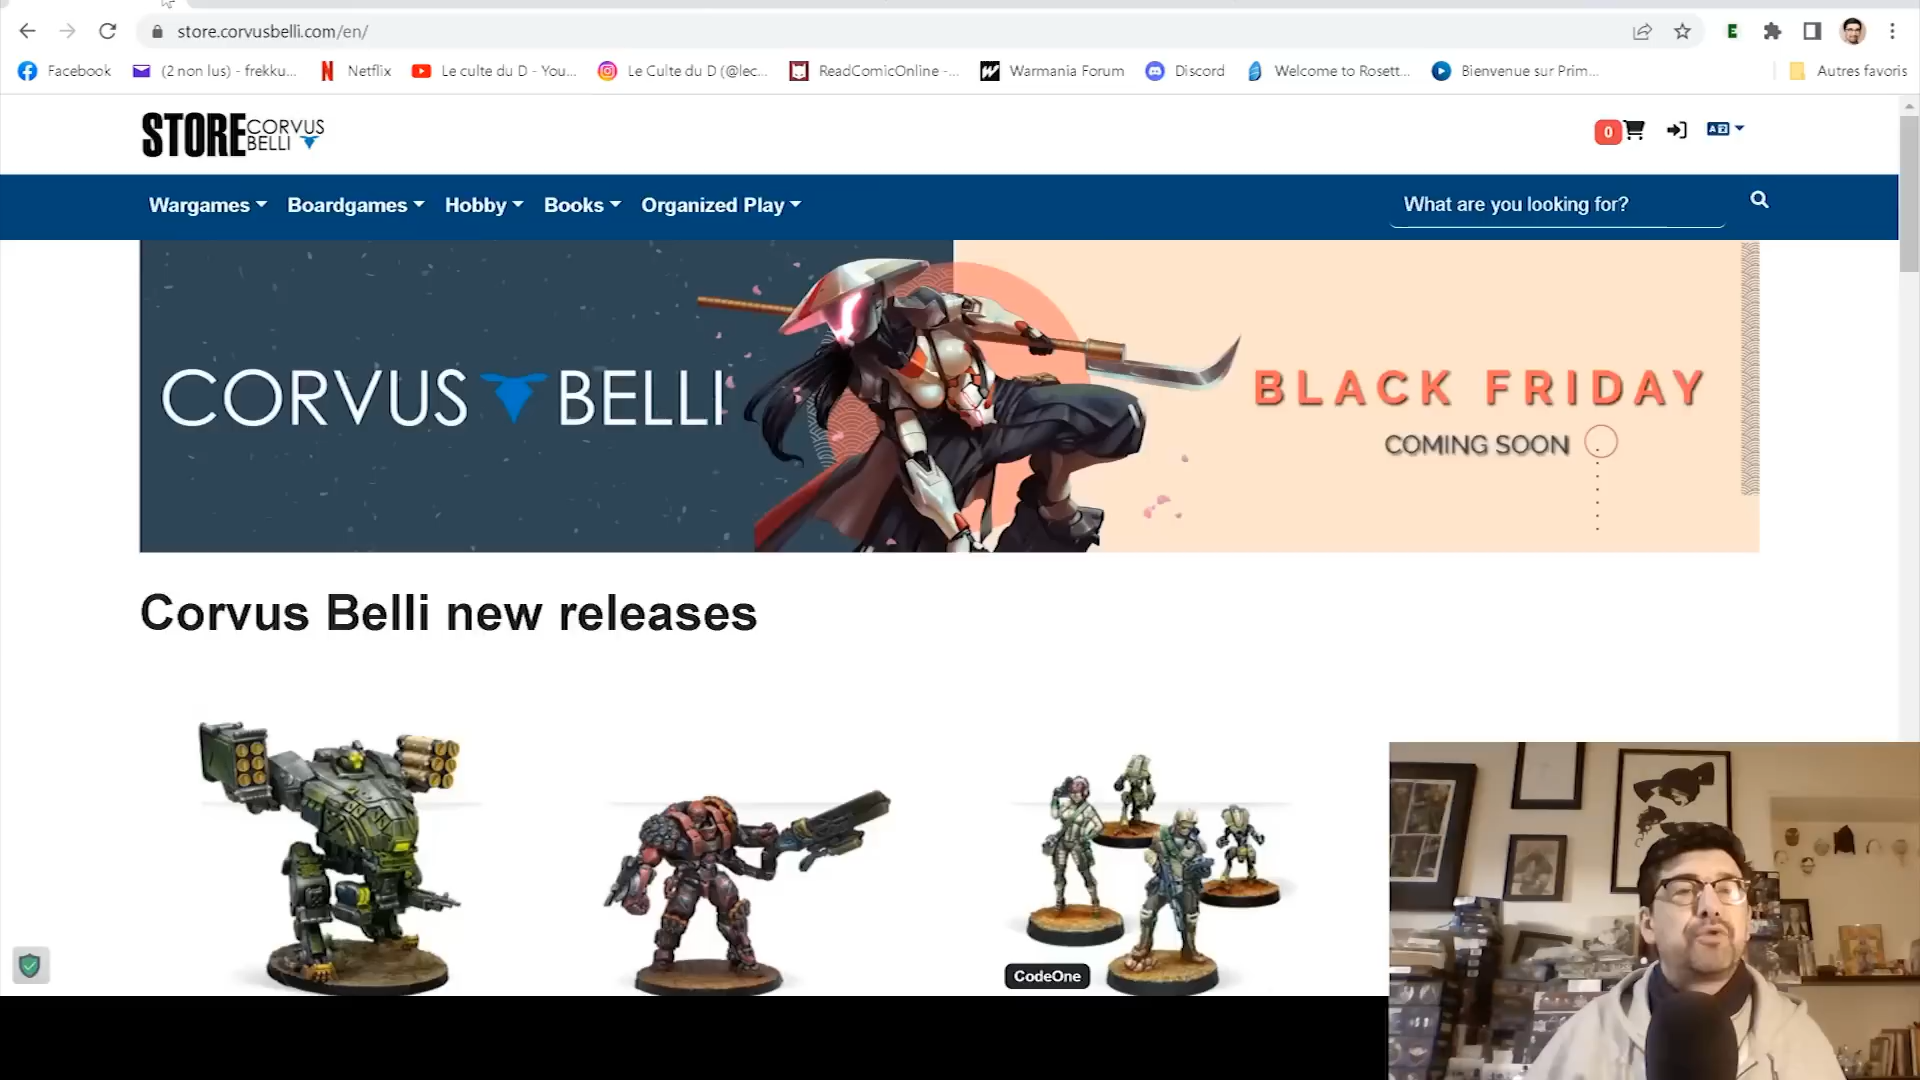 store.corvusbelli.com/en/
Facebook
(2 non lus) - frekku...
Netflix
Le culte du D - You...
Le Culte du D (@lec...
ReadComicOnline -...
Warmania Forum
Discord
Welcome to Rosett...
Bienvenue sur Prim...
Autres favoris
STORE CORVUS
BELLI
0
Wargames
Boardgames
Hobby
Books
Organized Play
What are you looking for?
CORVUS BELLI
BLACK FRIDAY
COMING SOON
Corvus Belli new releases
CodeOne